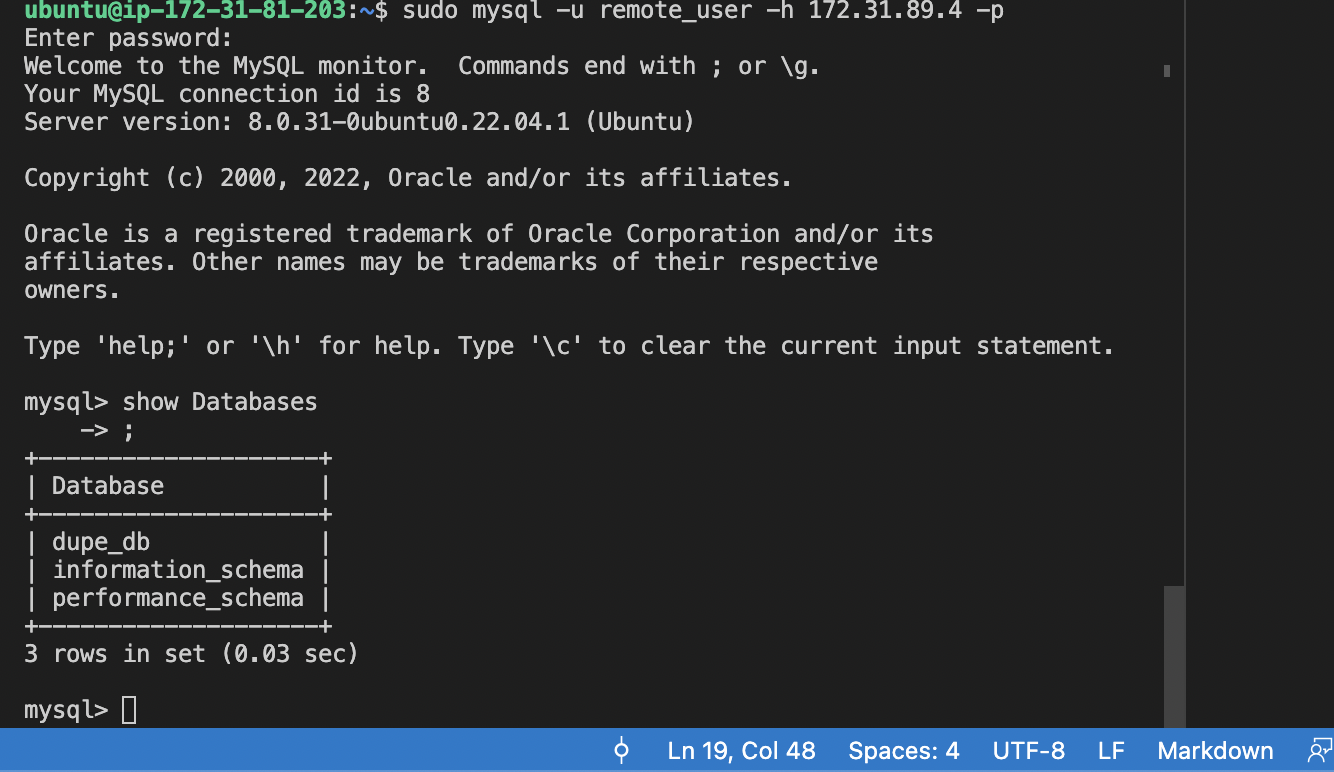 ubuntu@ip-172-31-81-203:~$ sudo mysql -u remote_user -h 172.31.89.4 -p
Enter password:
Welcome to the MySQL monitor.  Commands end with ; or \g.
Your MySQL connection id is 8
Server version: 8.0.31-0ubuntu0.22.04.1 (Ubuntu)
Copyright (c) 2000, 2022, Oracle and/or its affiliates.
Oracle is a registered trademark of Oracle Corporation and/or its
affiliates. Other names may be trademarks of their respective
owners.
Type 'help;' or '\h' for help. Type '\c' to clear the current input statement.
mysql> show Databases
    -> ;
+--------------------+
| Database           |
+--------------------+
| dupe_db            |
| information_schema |
| performance_schema |
+--------------------+
3 rows in set (0.03 sec)
mysql>
Ln 19, Col 48 Spaces: 4 UTF-8 LF Markdown